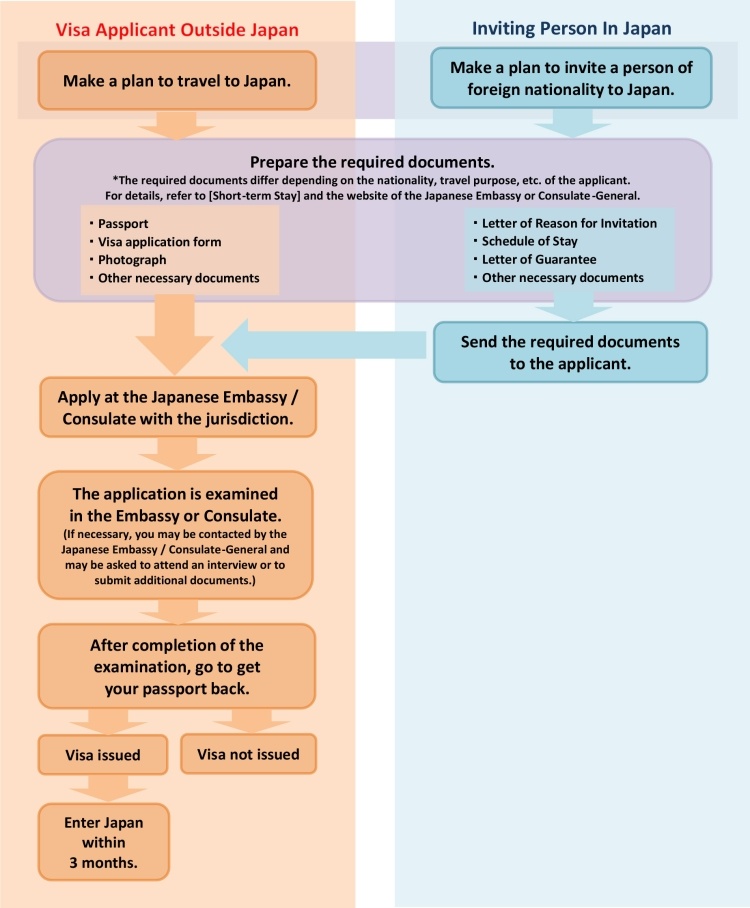 Visa Applicant Outside Japan
Inviting Person In Japan
Make a plan to travel to Japan.
Make a plan to invite a person of
foreign nationality to Japan.
Prepare the required documents.
*The required documents differ depending on the nationality, travel purpose, etc. of the applicant.
For details, refer to [Short-term Stay] and the website of the Japanese Embassy or Consulate-General.
・Passport
・Visa application form
・Photograph
・Other necessary documents
・Letter of Reason for Invitation
・Schedule of Stay
・Letter of Guarantee
・Other necessary documents
Send the required documents
to the applicant.
Apply at the Japanese Embassy /
Consulate with the jurisdiction.
The application is examined
in the Embassy or Consulate.
(If necessary, you may be contacted by the
Japanese Embassy / Consulate-General and
may be asked to attend an interview or to
submit additional documents.)
After completion of the
examination, go to get
your passport back.
Visa issued
Visa not issued
Enter Japan
within
3 months.